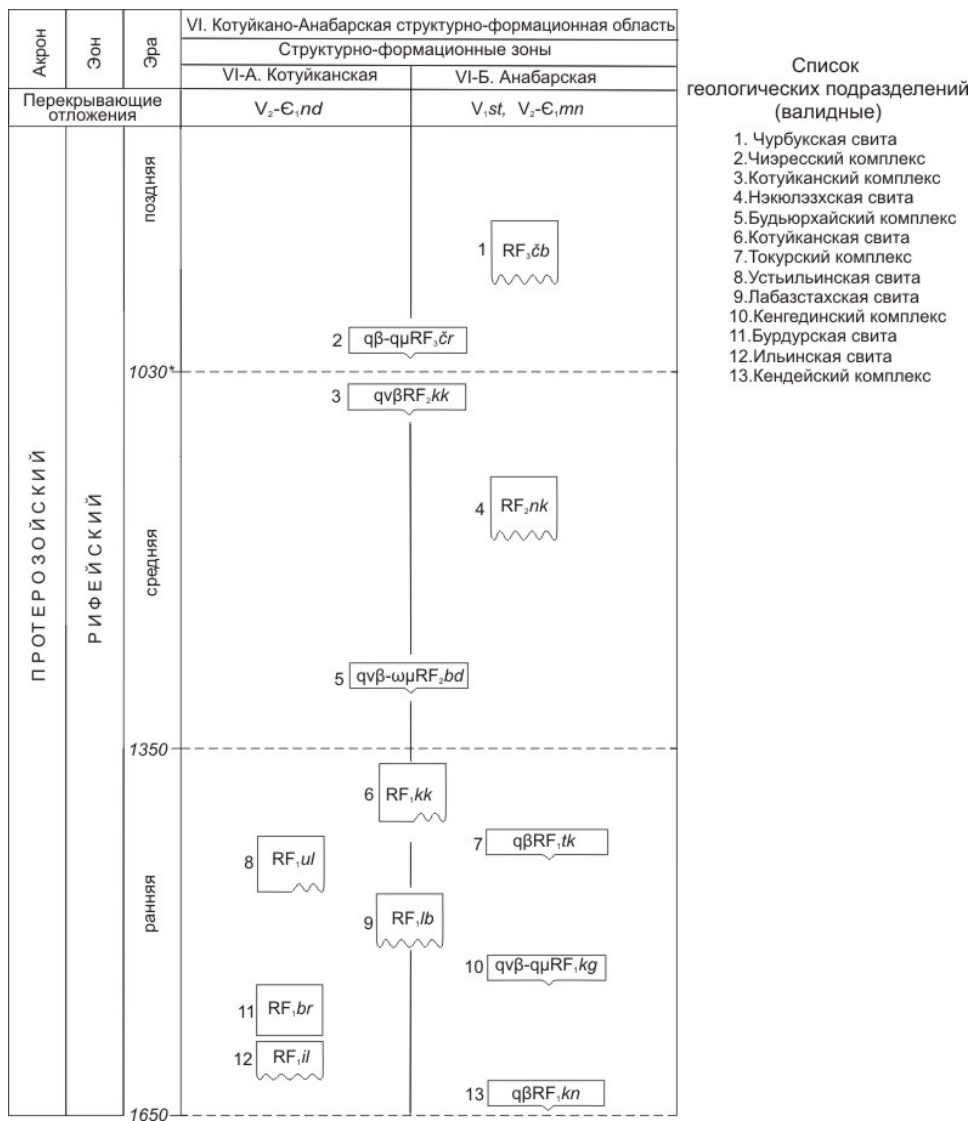 VI. Котуйкано-Анабарская структурно-формационная область
Структурно-формационные зоны
Акрон
Эон
Эра
VI-А. Котуйканская
VI-Б. Анабарская
Перекрывающие
отложения
V₂-Є₁nd
V₁st, V₂-Є₁mn
ПРОТЕРОЗОЙСКИЙ
РИФЕЙСКИЙ
поздняя
1 RF₃čb
2 qβ-qμRF₃čr
1030*
3 qνβRF₂kk
средняя
4 RF₂nk
5 qνβ-ωμRF₂bd
1350
ранняя
6 RF₁kk
7 qβRF₁tk
8 RF₁ul
9 RF₁lb
10 qνβ-qμRF₁kg
11 RF₁br
12 RF₁il
13 qβRF₁kn
1650
Список
геологических подразделений
(валидные)
1. Чурбукская свита
2.Чиэресский комплекс
3.Котуйканский комплекс
4.Нэкюлэзхская свита
5.Будьюрхайский комплекс
6.Котуйканская свита
7.Токурский комплекс
8.Устьильинская свита
9.Лабазстахская свита
10.Кенгединский комплекс
11.Бурдурская свита
12.Ильинская свита
13.Кендейский комплекс